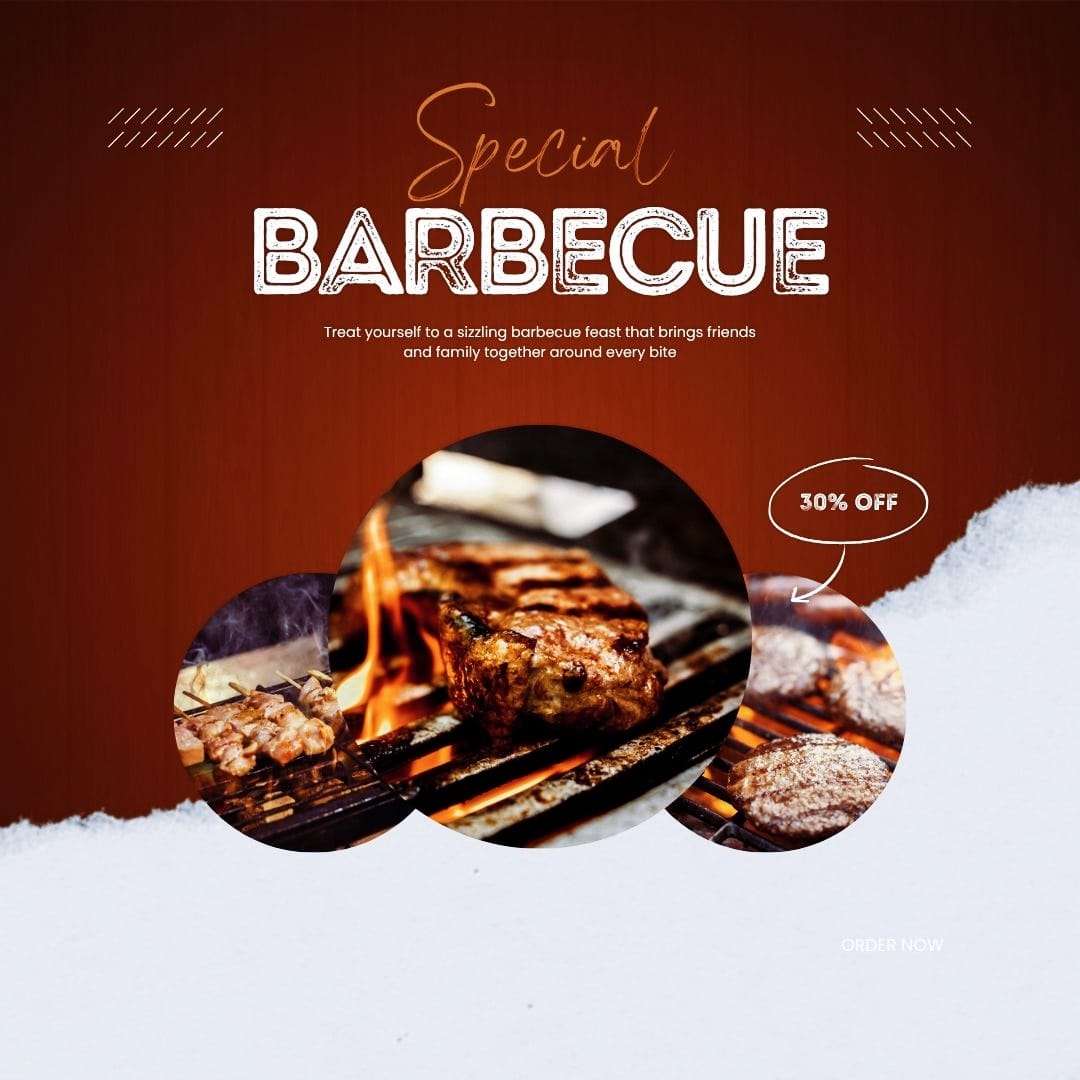 Special
BARBECUE
Treat yourself to a sizzling barbecue feast that brings friends
and family together around every bite
30% OFF
ORDER NOW